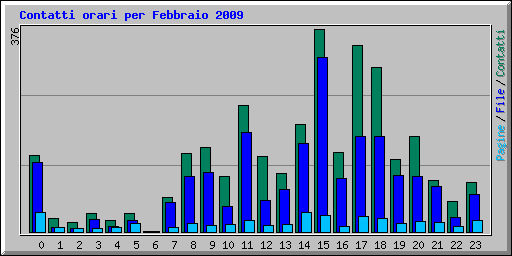 Contatti orari per Febbraio 2009
376
Pagine / File / Contatti
0 1 2 3 4 5 6 7 8 9 10 11 12 13 14 15 16 17 18 19 20 21 22 23